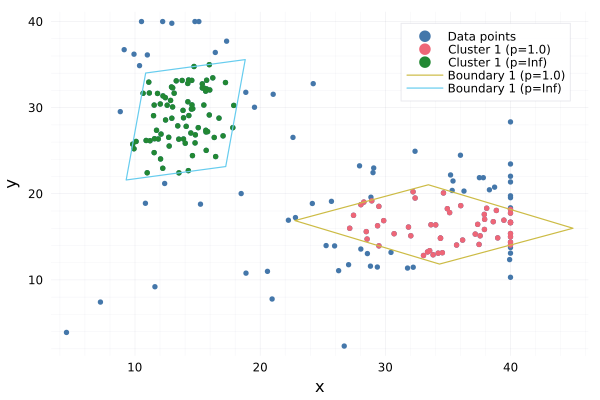 40
30
20
10
y
10
20
30
40
x
Data points
Cluster 1 (p=1.0)
Cluster 1 (p=Inf)
Boundary 1 (p=1.0)
Boundary 1 (p=Inf)